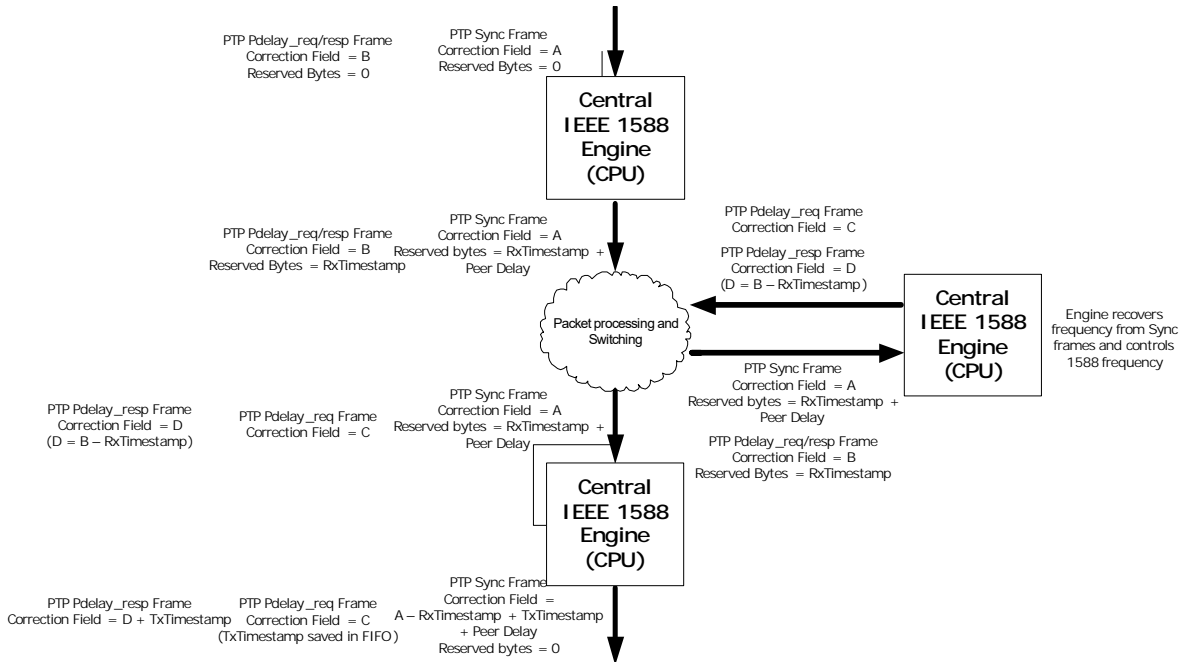 PTP Pdelay_req/resp Frame
Correction Field = B
Reserved Bytes = 0
PTP Sync Frame
Correction Field = A
Reserved Bytes = 0
Central
IEEE 1588
Engine
(CPU)
PTP Pdelay_req/resp Frame
Correction Field = B
Reserved Bytes = RxTimestamp
PTP Sync Frame
Correction Field = A
Reserved bytes = RxTimestamp +
Peer Delay
PTP Pdelay_req Frame
Correction Field = C
PTP Pdelay_resp Frame
Correction Field = D
(D = B – RxTimestamp)
Packet processing and
Switching
Central
IEEE 1588
Engine
(CPU)
Engine recovers
frequency from Sync
frames and controls
1588 frequency
PTP Sync Frame
Correction Field = A
Reserved bytes = RxTimestamp +
Peer Delay
PTP Pdelay_req/resp Frame
Correction Field = B
Reserved Bytes = RxTimestamp
PTP Pdelay_resp Frame
Correction Field = D
(D = B – RxTimestamp)
PTP Pdelay_req Frame
Correction Field = C
PTP Sync Frame
Correction Field = A
Reserved bytes = RxTimestamp +
Peer Delay
Central
IEEE 1588
Engine
(CPU)
PTP Pdelay_resp Frame
Correction Field = D + TxTimestamp
PTP Pdelay_req Frame
Correction Field = C
(TxTimestamp saved in FIFO)
PTP Sync Frame
Correction Field =
A – RxTimestamp + TxTimestamp
+ Peer Delay
Reserved bytes = 0